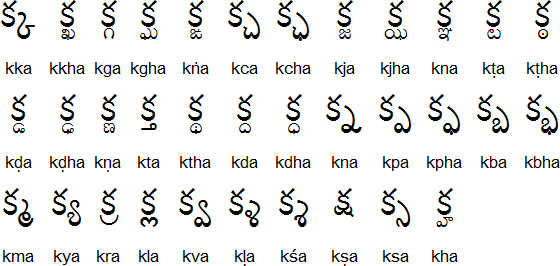 క్క క్ఖ క్గ క్ఘ క్ఙ క్చ క్ఛ క్జ క్ఝ క్ఞ క్ట క్ఠ
kka kkha kga kgha kṅa kca kcha kja kjha kna kṭa kṭha
క్డ క్ఢ క్ణ క్త క్థ క్ద క్ధ క్న క్ప క్ఫ క్బ క్భ
kḍa kḍha kṇa kta ktha kda kdha kna kpa kpha kba kbha
క్మ క్య క్ర క్ల క్వ క్ళ క్శ క్ష క్స క్హ
kma kya kra kla kva kḷa kśa kṣa ksa kha